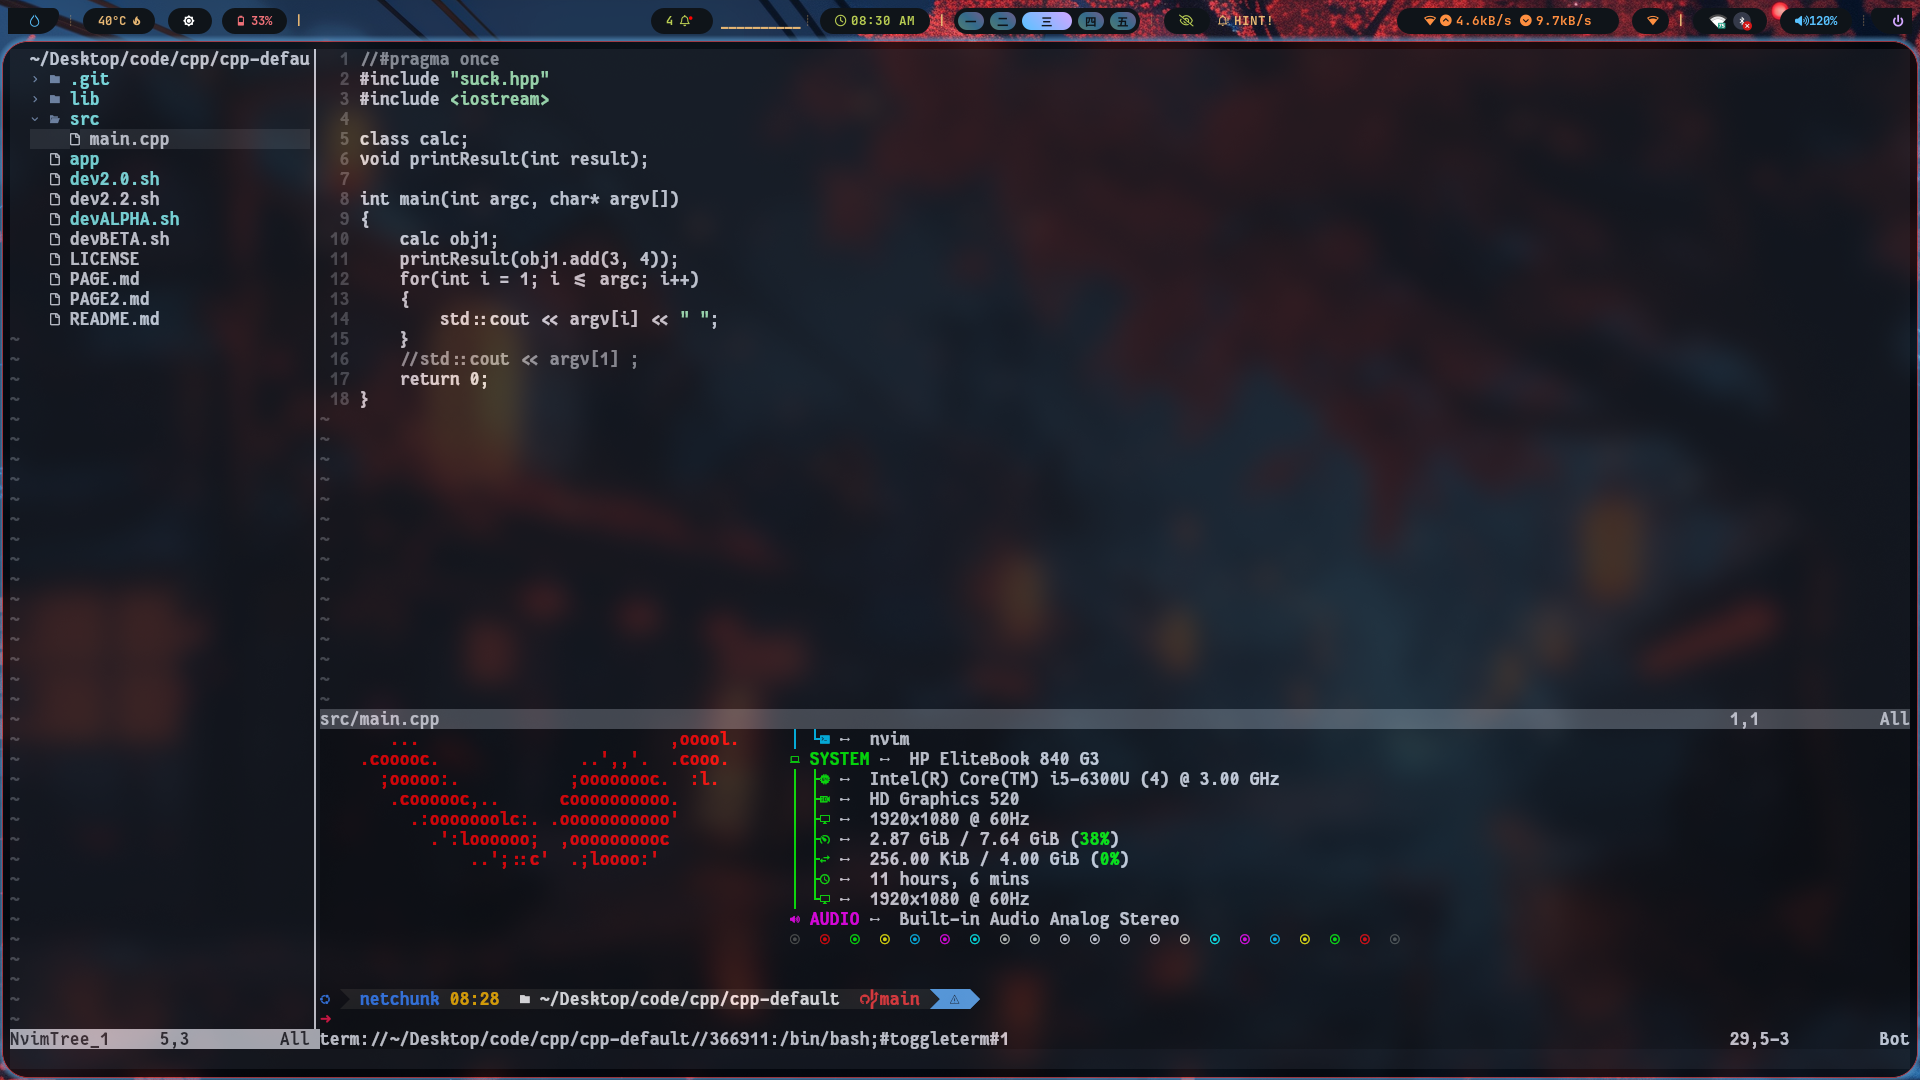 40°C
33%
4
08:30 AM
一 二 三 四 五
HINT!
4.6kB/s 9.7kB/s
120%
~/Desktop/code/cpp/cpp-defau
.git
lib
src
main.cpp
app
dev2.0.sh
dev2.2.sh
devALPHA.sh
devBETA.sh
LICENSE
PAGE.md
PAGE2.md
README.md
NvimTree_1 5,3 All
1 //#pragma once
2 #include "suck.hpp"
3 #include <iostream>
4
5 class calc;
6 void printResult(int result);
7
8 int main(int argc, char* argv[])
9 {
10     calc obj1;
11     printResult(obj1.add(3, 4));
12     for(int i = 1; i <= argc; i++)
13     {
14         std::cout << argv[i] << " ";
15     }
16     //std::cout << argv[1] ;
17     return 0;
18 }
src/main.cpp 1,1 All
... ,ooool.
.cooooc. ..',,'. .cooo.
;ooooo:. ;oooooooc. :l.
.coooooc,.. cooooooooooo.
.:ooooooolc:. .ooooooooooo'
.':loooooo; ,oooooooooc
..';::c' .;loooo:'
nvim
SYSTEM HP EliteBook 840 G3
Intel(R) Core(TM) i5-6300U (4) @ 3.00 GHz
HD Graphics 520
1920x1080 @ 60Hz
2.87 GiB / 7.64 GiB (38%)
256.00 KiB / 4.00 GiB (0%)
11 hours, 6 mins
1920x1080 @ 60Hz
AUDIO Built-in Audio Analog Stereo
netchunk 08:28 ~/Desktop/code/cpp/cpp-default main
term://~/Desktop/code/cpp/cpp-default//366911:/bin/bash;#toggleterm#1 29,5-3 Bot